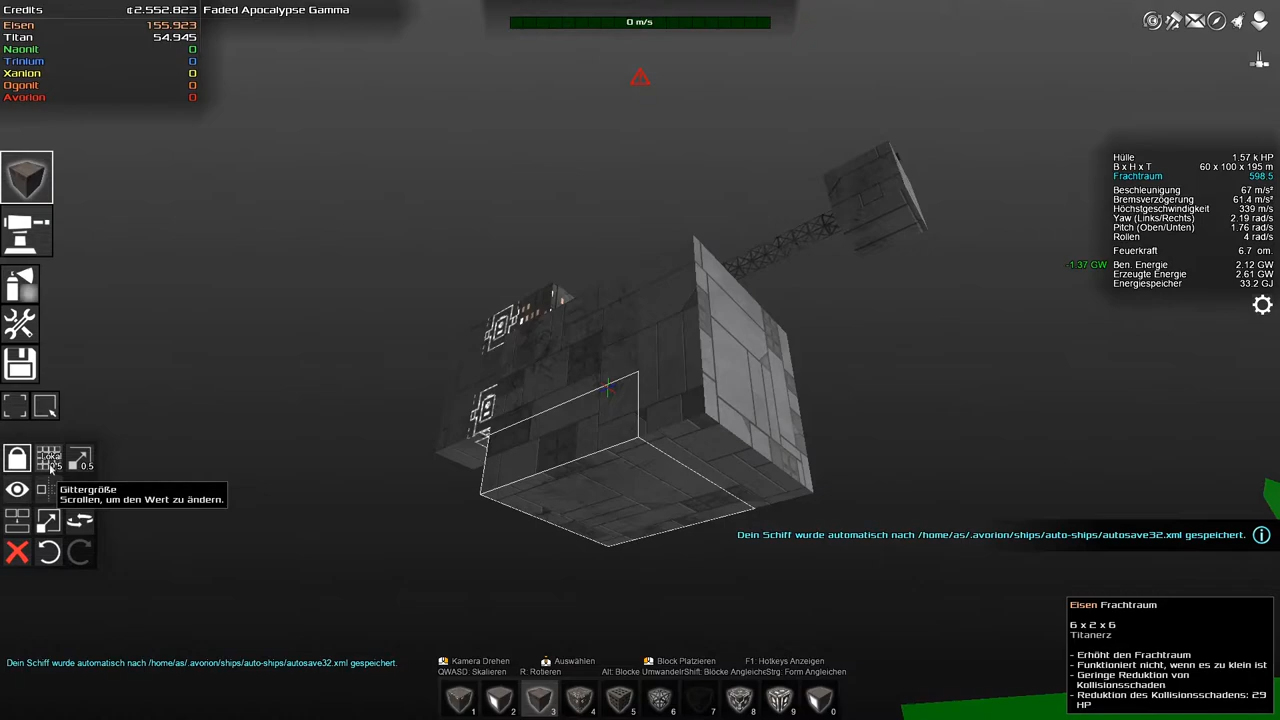 Credits ¢2.552.823 Faded Apocalypse Gamma
Eisen 155.923
Titan 54.945
Naonit 0
Trinium 0
Xanion 0
Ogonit 0
Avorion 0
0 m/s
Hülle 1.57 k HP
B x H x T 60 x 100 x 195 m
Frachtraum 598.5
Beschleunigung 67 m/s²
Bremsverzögerung 61.4 m/s²
Höchstgeschwindigkeit 339 m/s
Yaw (Links/Rechts) 2.19 rad/s
Pitch (Oben/Unten) 1.76 rad/s
Rollen 4 rad/s
Feuerkraft 6.7 om.
-1.37 GW Ben. Energie 2.12 GW
Erzeugte Energie 2.61 GW
Energiespeicher 33.2 GJ
0.5
Gittergröße
Scrollen, um den Wert zu ändern.
Dein Schiff wurde automatisch nach /home/as/.avorion/ships/auto-ships/autosave32.xml gespeichert.
Eisen Frachtraum
6 x 2 x 6
Titanerz
- Erhöht den Frachtraum
- Funktioniert nicht, wenn es zu klein ist
- Geringe Reduktion von
Kollisionsschaden
- Reduktion des Kollisionsschadens: 29
HP
Dein Schiff wurde automatisch nach /home/as/.avorion/ships/auto-ships/autosave32.xml gespeichert.
Kamera Drehen Auswählen Block Platzieren F1: Hotkeys Anzeigen
QWASD: Skalieren R: Rotieren Alt: Blöcke Umwandeln Shift: Blöcke Angleichen Strg: Form Angleichen
1 2 3 4 5 6 7 8 9 0